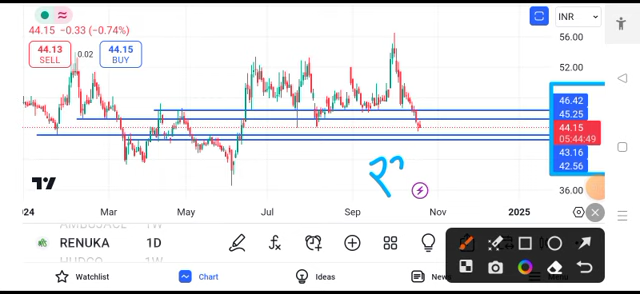 44.15 −0.33 (−0.74%)
44.13
SELL
0.02
44.15
BUY
INR
56.00
52.00
46.42
45.25
44.15
05:44:49
43.16
42.56
36.00
2024 Mar May Jul Sep Nov 2025
RENUKA 1D
Watchlist Chart Ideas News